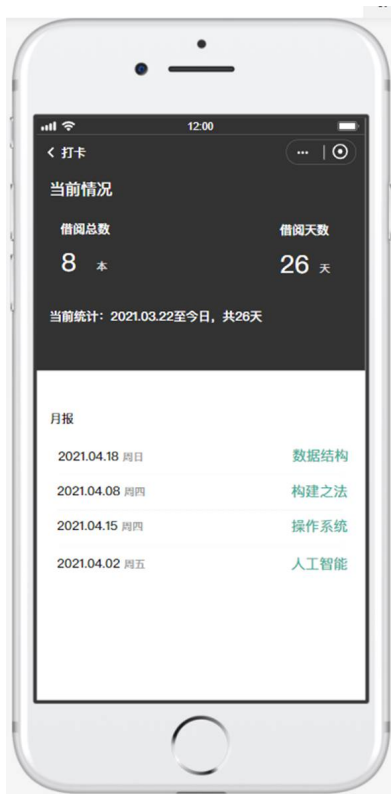 12:00
打卡
当前情况
借阅总数 借阅天数
8 本 26 天
当前统计：2021.03.22至今日，共26天
月报
2021.04.18 周日 数据结构
2021.04.08 周四 构建之法
2021.04.15 周四 操作系统
2021.04.02 周五 人工智能